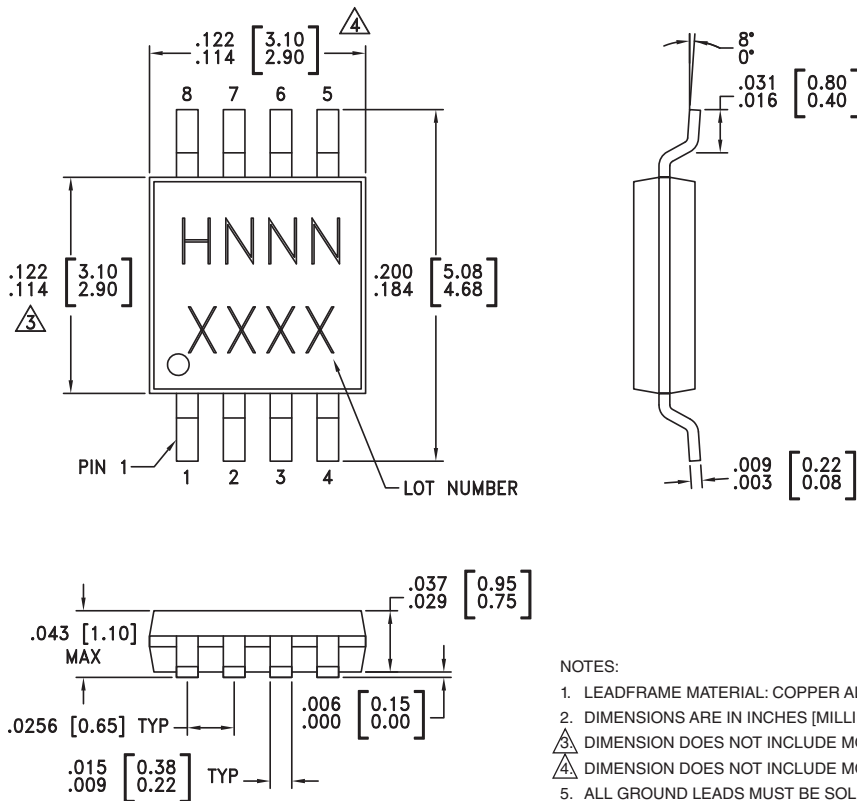 .122 [3.10]
.114 [2.90]
4
8 7 6 5
HNNN
XXXX
.122 [3.10]
.114 [2.90]
3
.200 [5.08]
.184 [4.68]
PIN 1
1 2 3 4
LOT NUMBER
8°
0°
.031 [0.80]
.016 [0.40]
.009 [0.22]
.003 [0.08]
.037 [0.95]
.029 [0.75]
.043 [1.10]
MAX
.0256 [0.65] TYP
.006 [0.15]
.000 [0.00]
.015 [0.38]
.009 [0.22]
TYP
NOTES:
1. LEADFRAME MATERIAL: COPPER
2. DIMENSIONS ARE IN INCHES
3. DIMENSION DOES NOT INCLUDE
4. DIMENSION DOES NOT INCLUDE
5. ALL GROUND LEADS MUST BE